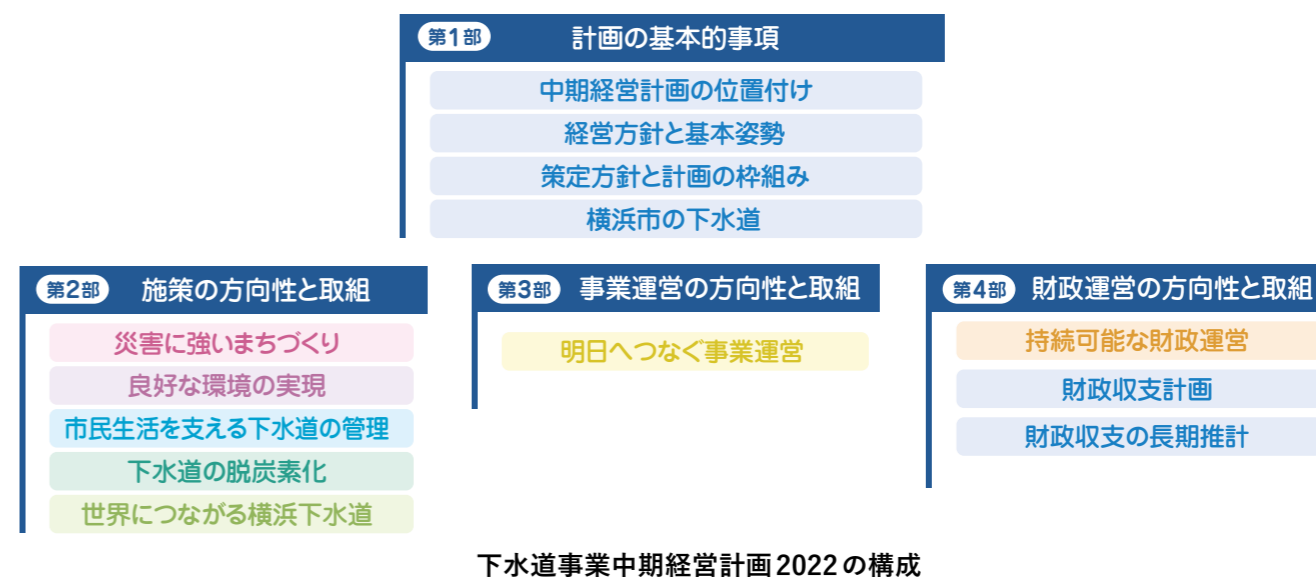 第1部 計画の基本的事項
中期経営計画の位置付け
経営方針と基本姿勢
策定方針と計画の枠組み
横浜市の下水道
第2部 施策の方向性と取組
災害に強いまちづくり
良好な環境の実現
市民生活を支える下水道の管理
下水道の脱炭素化
世界につながる横浜下水道
第3部 事業運営の方向性と取組
明日へつなぐ事業運営
第4部 財政運営の方向性と取組
持続可能な財政運営
財政収支計画
財政収支の長期推計
下水道事業中期経営計画2022の構成